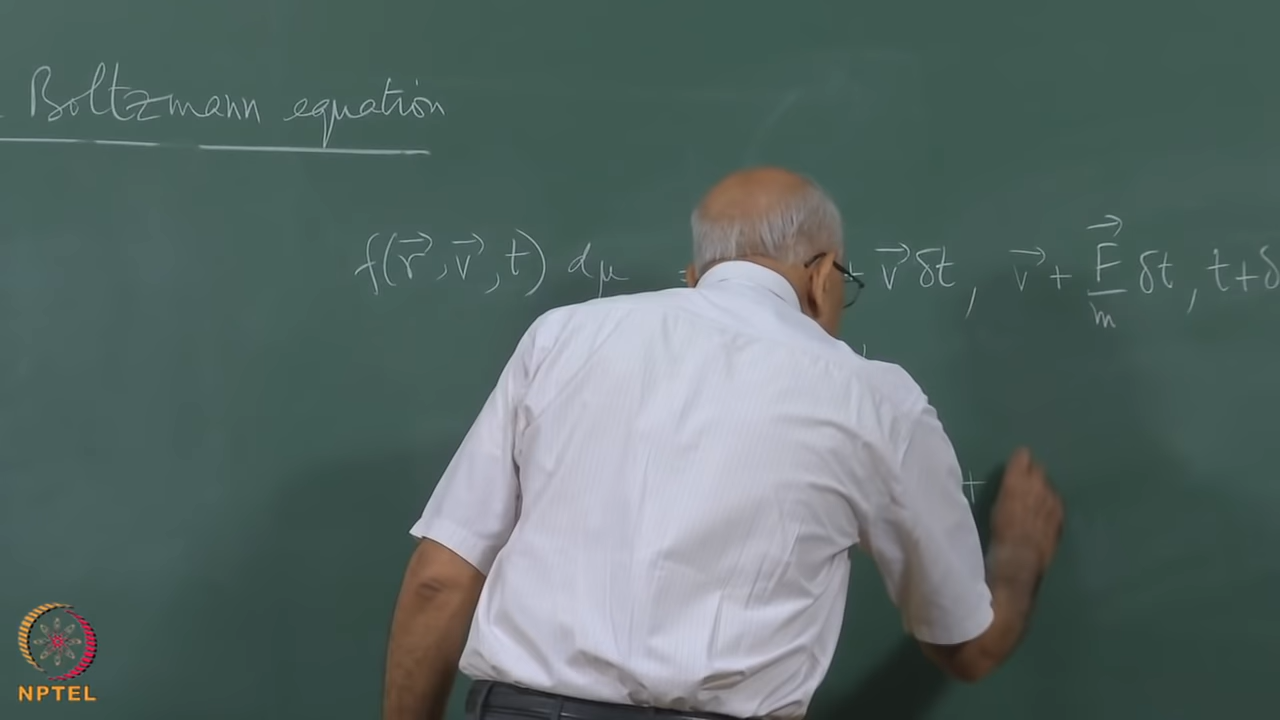 Boltzmann equation
f(r⃗, v⃗, t) dμ = + v⃗ δt, v⃗ + F⃗/m δt, t+δ
+
NPTEL